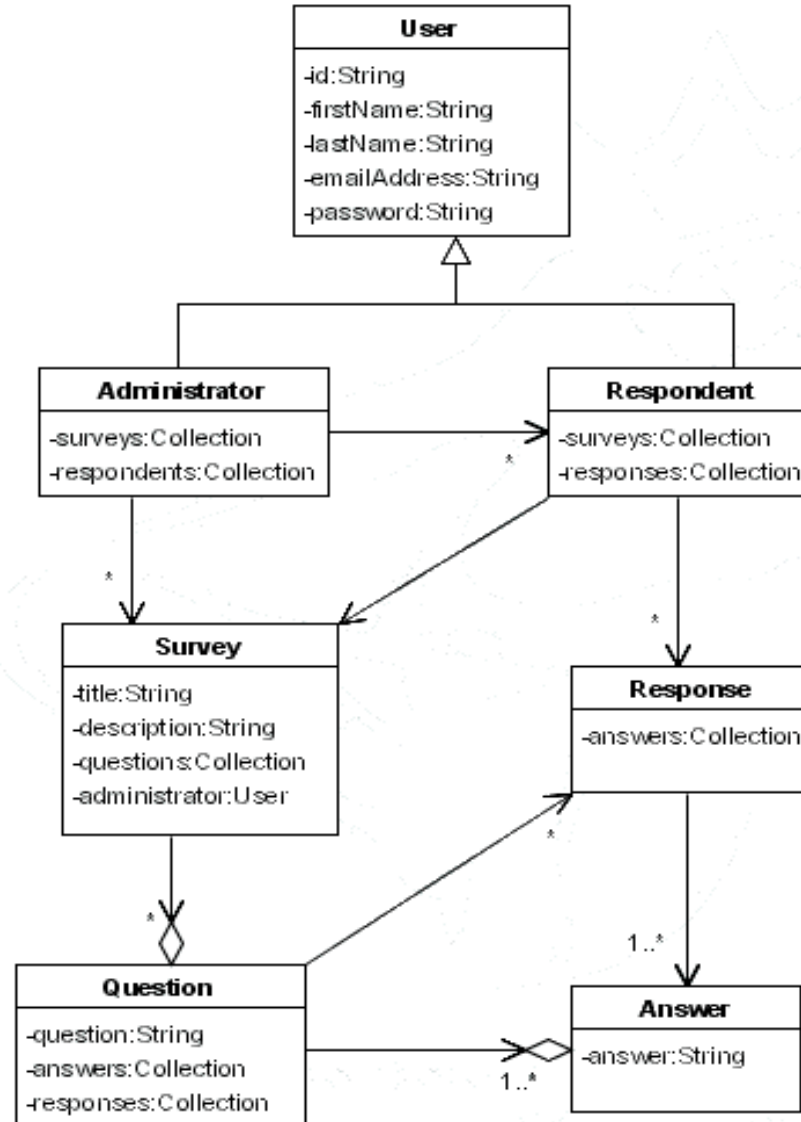 User
-id:String
-firstName:String
-lastName:String
-emailAddress:String
-password:String
Administrator
-surveys:Collection
-respondents:Collection
Respondent
-surveys:Collection
-responses:Collection
*
*
*
Survey
-title:String
-description:String
-questions:Collection
-administrator:User
Response
-answers:Collection
*
*
1..*
Question
-question:String
-answers:Collection
-responses:Collection
1..*
Answer
-answer:String